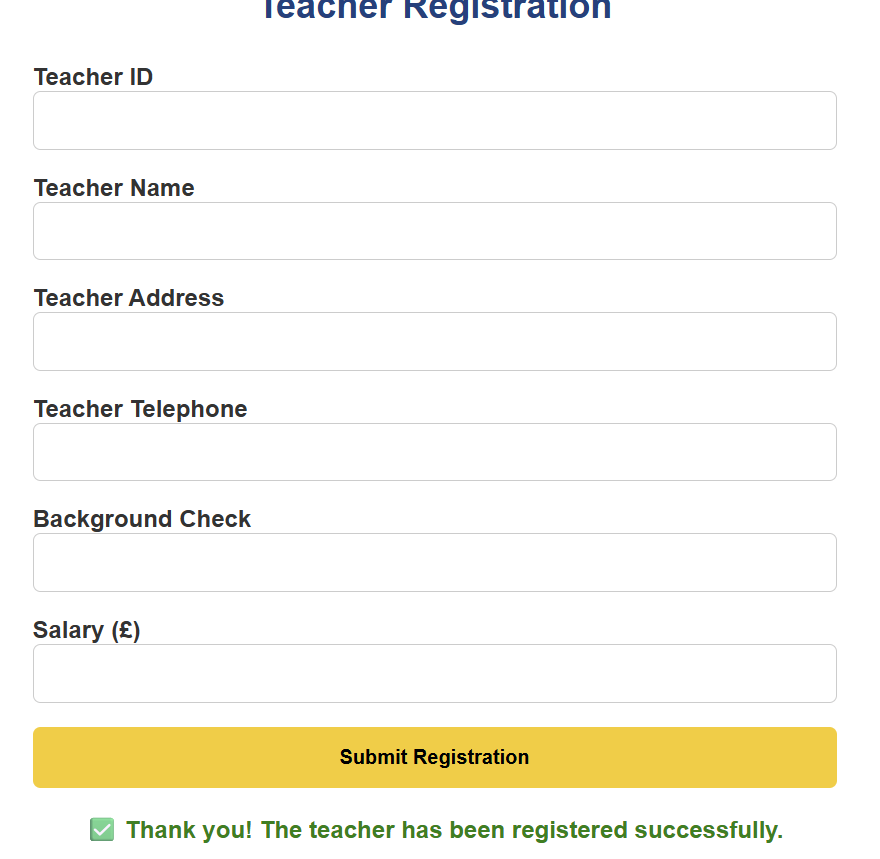 Teacher Registration
Teacher ID
Teacher Name
Teacher Address
Teacher Telephone
Background Check
Salary (£)
Submit Registration
✅ Thank you! The teacher has been registered successfully.